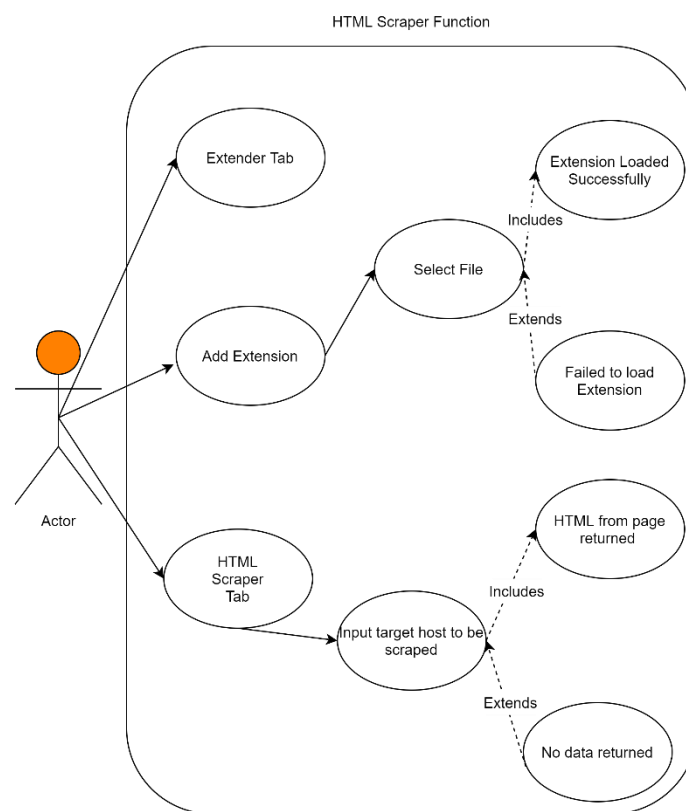 HTML Scraper Function
Extender Tab
Extension Loaded
Successfully
Includes
Select File
Extends
Add Extension
Failed to load
Extension
Actor
HTML
Scraper
Tab
HTML from page
returned
Includes
Input target host to be
scraped
Extends
No data returned